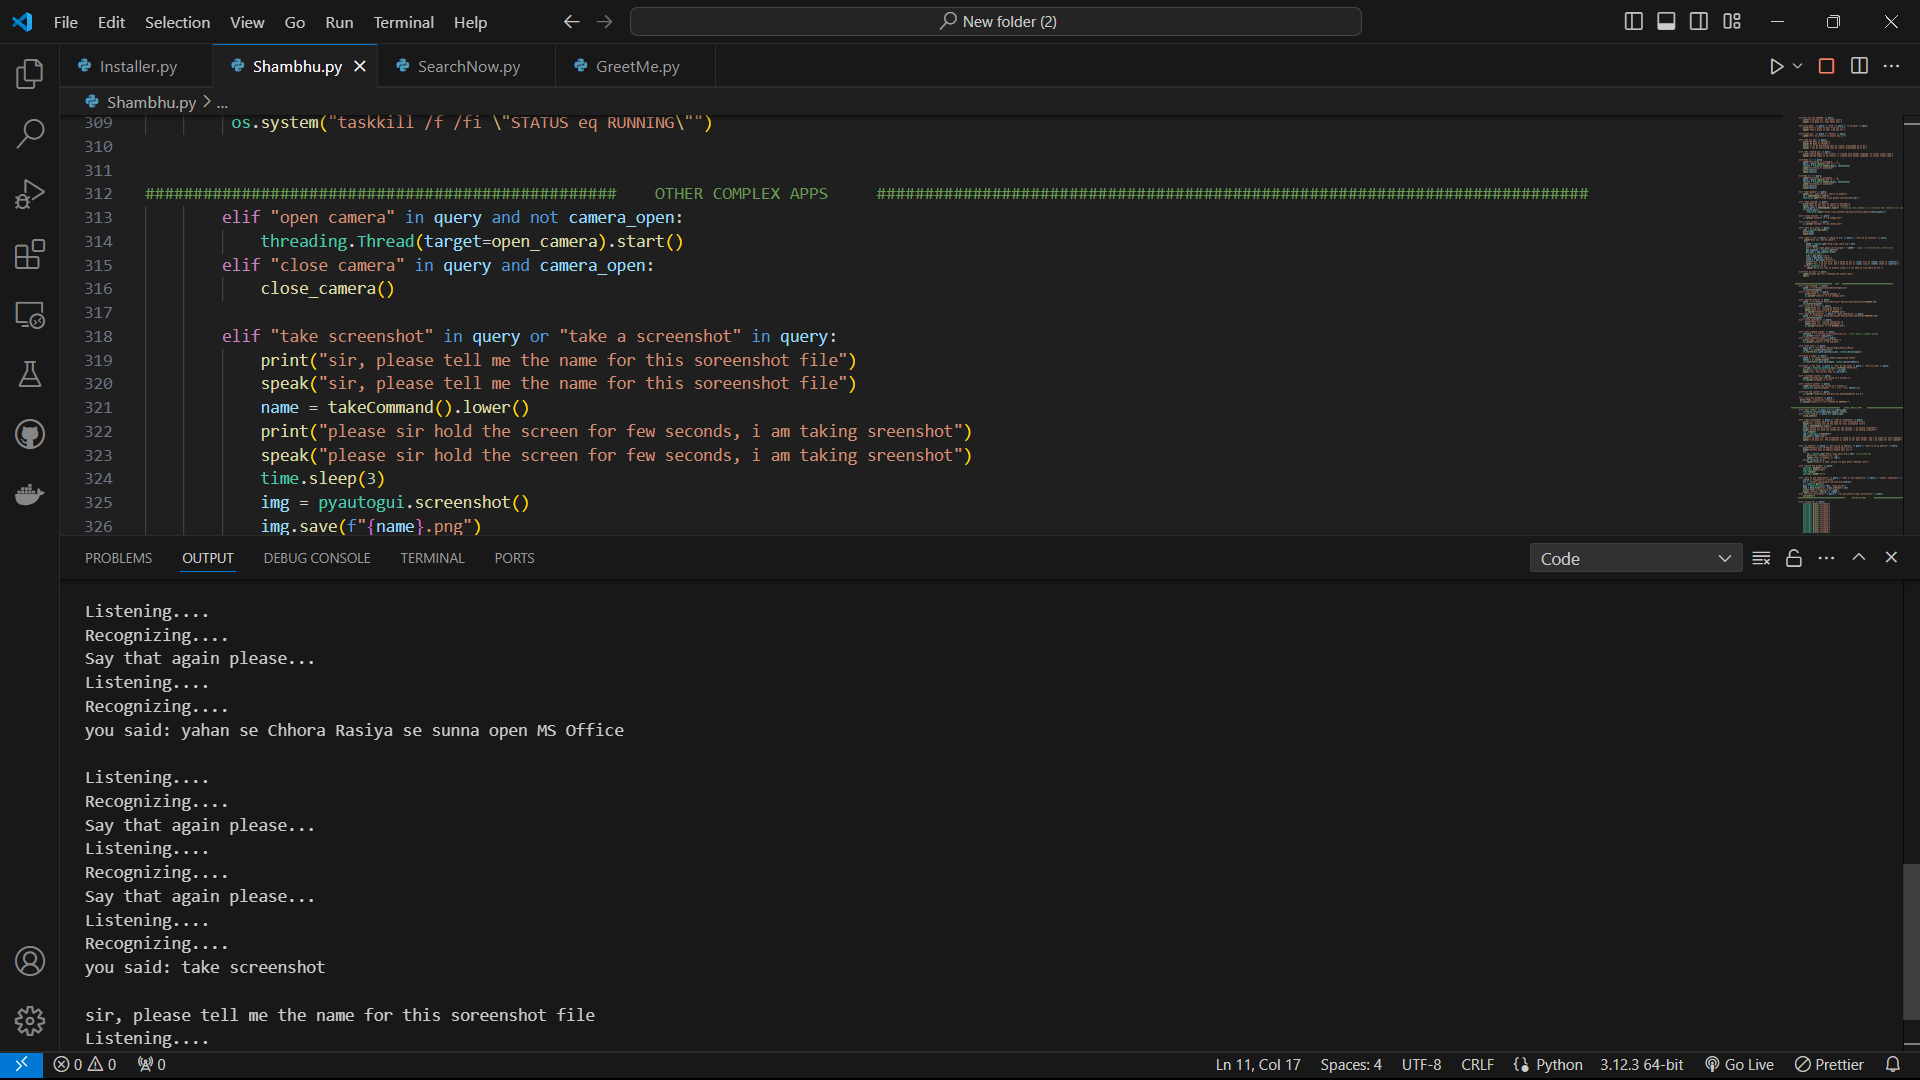 File Edit Selection View Go Run Terminal Help
New folder (2)
Installer.py
Shambhu.py
SearchNow.py
GreetMe.py
Shambhu.py > ...
309 os.system("taskkill /f /fi \"STATUS eq RUNNING\"")
310
311
312 ################################################# OTHER COMPLEX APPS ##########################################################################
313 elif "open camera" in query and not camera_open:
314 threading.Thread(target=open_camera).start()
315 elif "close camera" in query and camera_open:
316 close_camera()
317
318 elif "take screenshot" in query or "take a screenshot" in query:
319 print("sir, please tell me the name for this soreenshot file")
320 speak("sir, please tell me the name for this soreenshot file")
321 name = takeCommand().lower()
322 print("please sir hold the screen for few seconds, i am taking sreenshot")
323 speak("please sir hold the screen for few seconds, i am taking sreenshot")
324 time.sleep(3)
325 img = pyautogui.screenshot()
326 img.save(f"{name}.png")
PROBLEMS OUTPUT DEBUG CONSOLE TERMINAL PORTS
Code
Listening....
Recognizing....
Say that again please...
Listening....
Recognizing....
you said: yahan se Chhora Rasiya se sunna open MS Office
Listening....
Recognizing....
Say that again please...
Listening....
Recognizing....
Say that again please...
Listening....
Recognizing....
you said: take screenshot
sir, please tell me the name for this soreenshot file
Listening....
0 0 0 Ln 11, Col 17 Spaces: 4 UTF-8 CRLF Python 3.12.3 64-bit Go Live Prettier